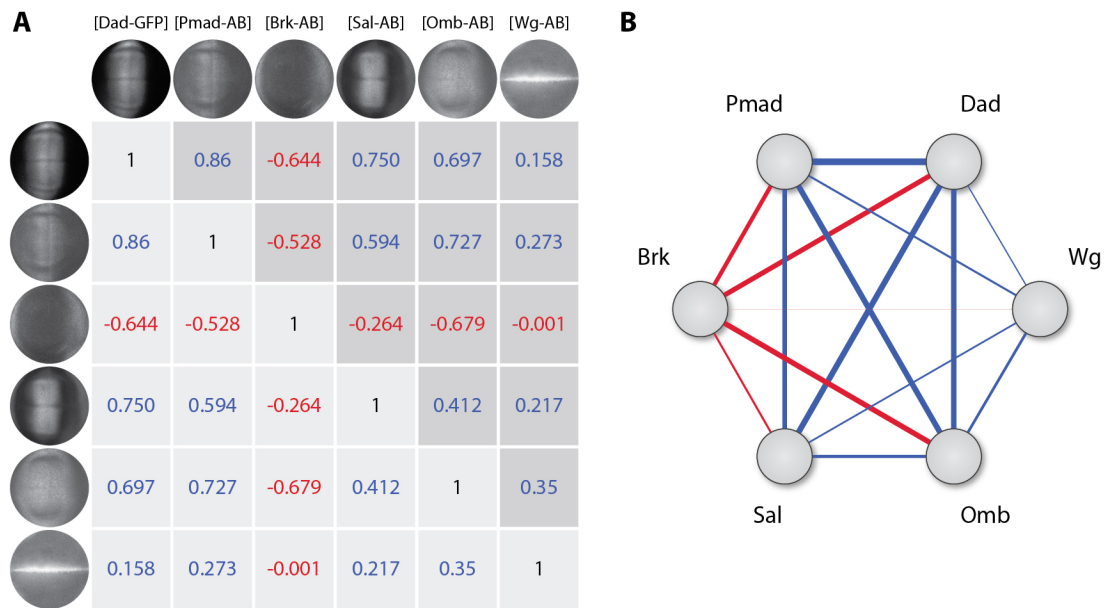 A
[Dad-GFP] [Pmad-AB] [Brk-AB] [Sal-AB] [Omb-AB] [Wg-AB]
1 0.86 -0.644 0.750 0.697 0.158
0.86 1 -0.528 0.594 0.727 0.273
-0.644 -0.528 1 -0.264 -0.679 -0.001
0.750 0.594 -0.264 1 0.412 0.217
0.697 0.727 -0.679 0.412 1 0.35
0.158 0.273 -0.001 0.217 0.35 1
B
Pmad Dad
Brk Wg
Sal Omb